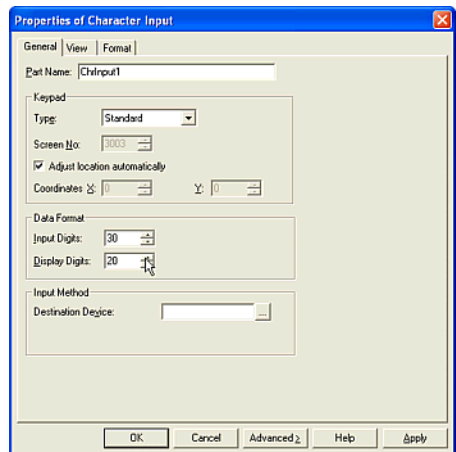 Properties of Character Input
General View Format
Part Name: ChrInput1
Keypad
Type: Standard
Screen No: 3003
Adjust location automatically
Coordinates X: 0 Y: 0
Data Format
Input Digits: 30
Display Digits: 20
Input Method
Destination Device: ...
OK Cancel Advanced > Help Apply